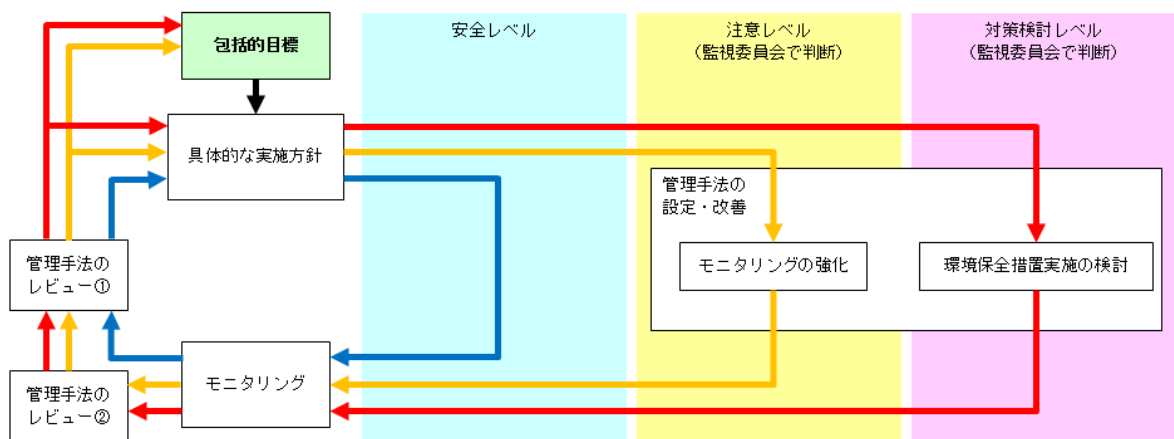 包括的目標
安全レベル
注意レベル
（監視委員会で判断）
対策検討レベル
（監視委員会で判断）
具体的な実施方針
管理手法の
設定・改善
モニタリングの強化
環境保全措置実施の検討
管理手法の
レビュー①
モニタリング
管理手法の
レビュー②